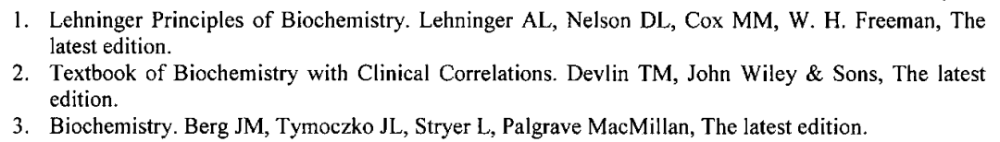 1. Lehninger Principles of Biochemistry. Lehninger AL, Nelson DL, Cox MM, W. H. Freeman, The
latest edition.
2. Textbook of Biochemistry with Clinical Correlations. Devlin TM, John Wiley & Sons, The latest
edition.
3. Biochemistry. Berg JM, Tymoczko JL, Stryer L, Palgrave MacMillan, The latest edition.